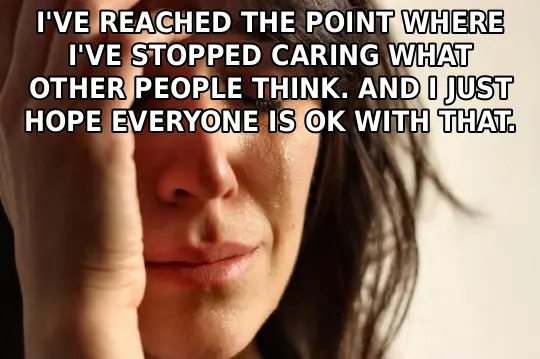 I'VE REACHED THE POINT WHERE
I'VE STOPPED CARING WHAT
OTHER PEOPLE THINK. AND I JUST
HOPE EVERYONE IS OK WITH THAT.